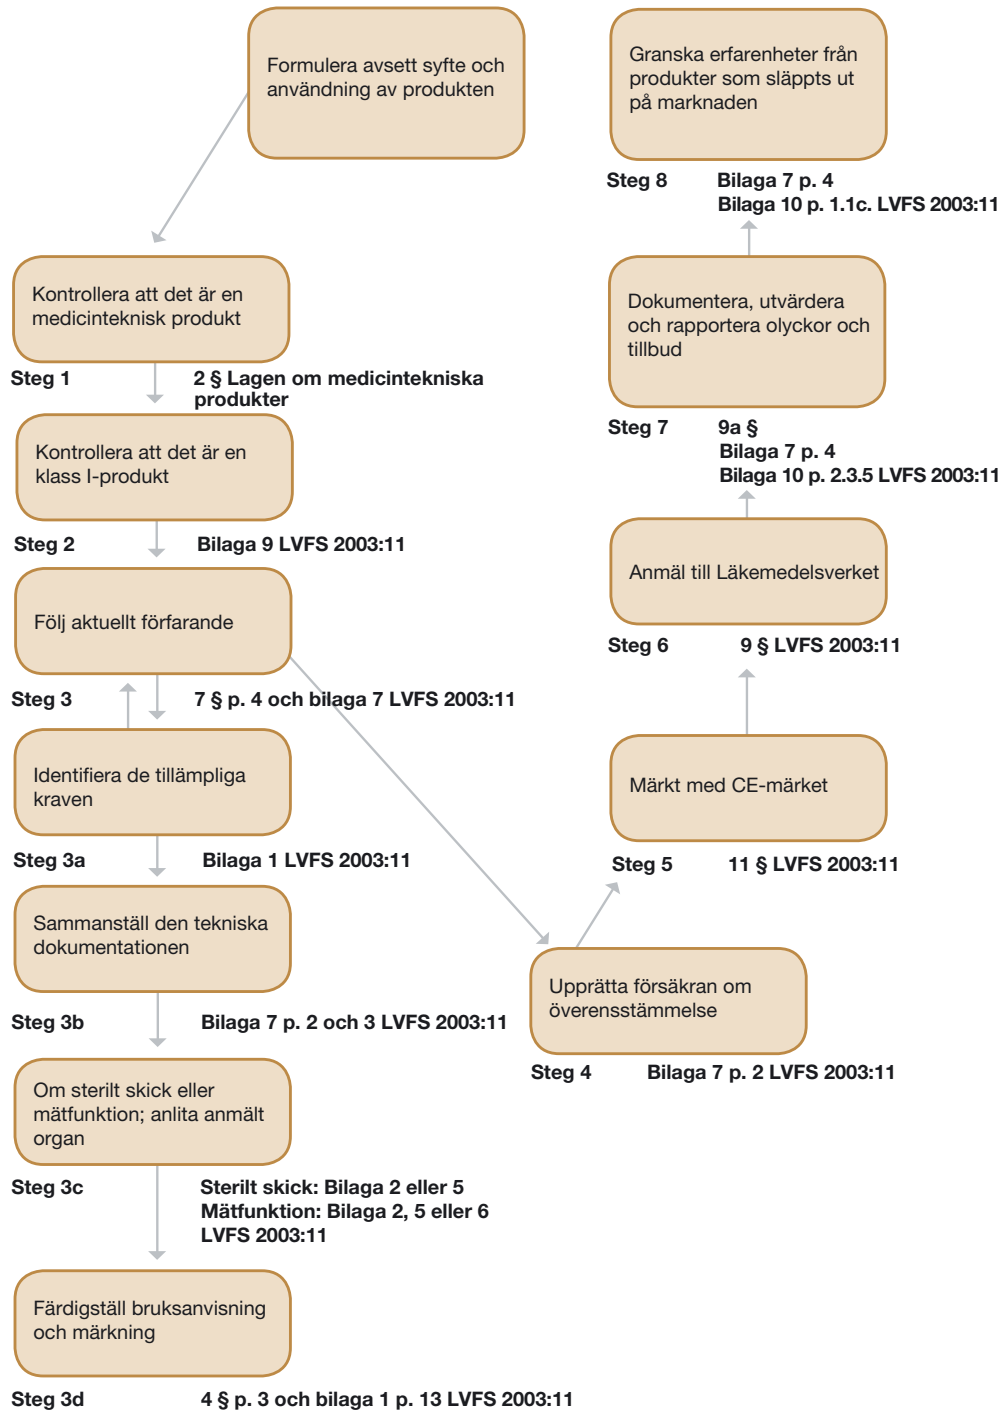 Formulera avsett syfte och
användning av produkten
Kontrollera att det är en
medicinteknisk produkt
Steg 1 2 § Lagen om medicintekniska
produkter
Kontrollera att det är en
klass I-produkt
Steg 2 Bilaga 9 LVFS 2003:11
Följ aktuellt förfarande
Steg 3 7 § p. 4 och bilaga 7 LVFS 2003:11
Identifiera de tillämpliga
kraven
Steg 3a Bilaga 1 LVFS 2003:11
Sammanställ den tekniska
dokumentationen
Steg 3b Bilaga 7 p. 2 och 3 LVFS 2003:11
Om sterilt skick eller
mätfunktion; anlita anmält
organ
Steg 3c Sterilt skick: Bilaga 2 eller 5
Mätfunktion: Bilaga 2, 5 eller 6
LVFS 2003:11
Färdigställ bruksanvisning
och märkning
Steg 3d 4 § p. 3 och bilaga 1 p. 13 LVFS 2003:11
Upprätta försäkran om
överensstämmelse
Steg 4 Bilaga 7 p. 2 LVFS 2003:11
Märkt med CE-märket
Steg 5 11 § LVFS 2003:11
Anmäl till Läkemedelsverket
Steg 6 9 § LVFS 2003:11
Dokumentera, utvärdera
och rapportera olyckor och
tillbud
Steg 7 9a §
Bilaga 7 p. 4
Bilaga 10 p. 2.3.5 LVFS 2003:11
Granska erfarenheter från
produkter som släppts ut
på marknaden
Steg 8 Bilaga 7 p. 4
Bilaga 10 p. 1.1c. LVFS 2003:11